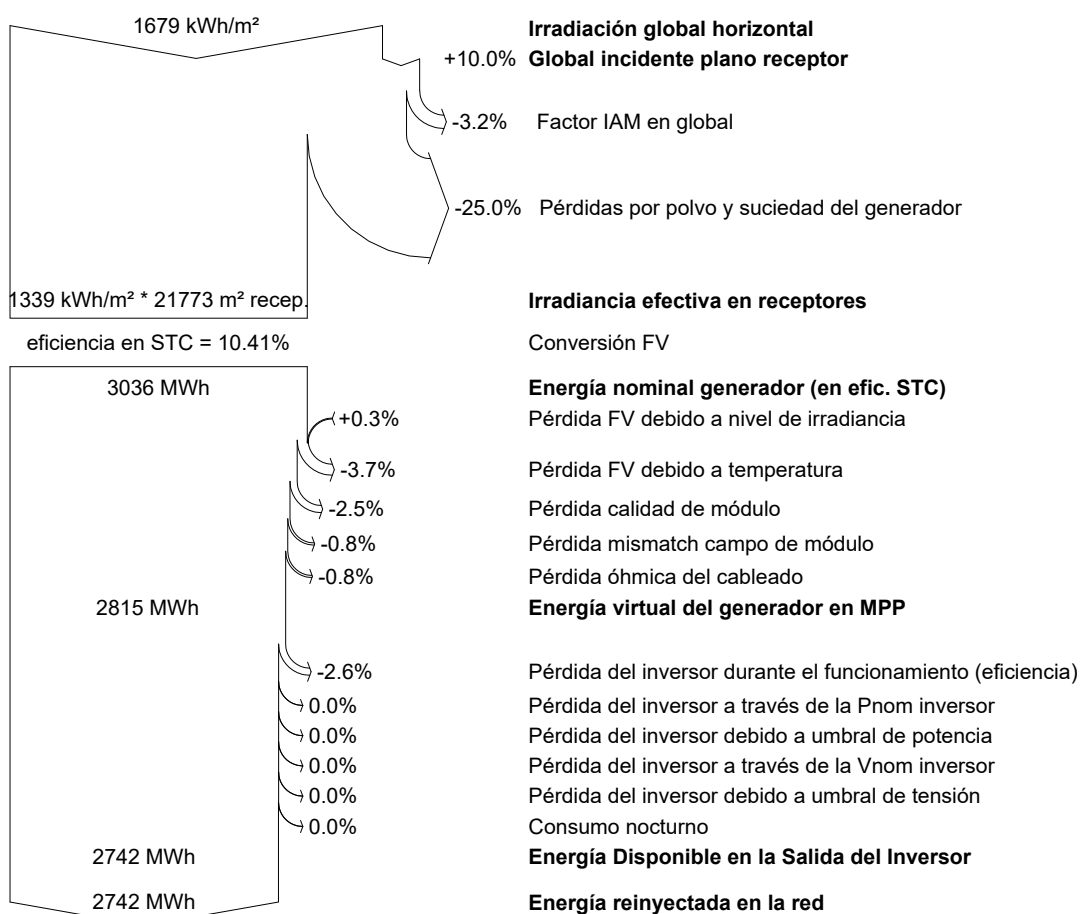 1679 kWh/m² Irradiación global horizontal
+10.0% Global incidente plano receptor
-3.2% Factor IAM en global
-25.0% Pérdidas por polvo y suciedad del generador
1339 kWh/m² * 21773 m² recep. Irradiancia efectiva en receptores
eficiencia en STC = 10.41% Conversión FV
3036 MWh Energía nominal generador (en efic. STC)
+0.3% Pérdida FV debido a nivel de irradiancia
-3.7% Pérdida FV debido a temperatura
-2.5% Pérdida calidad de módulo
-0.8% Pérdida mismatch campo de módulo
-0.8% Pérdida óhmica del cableado
2815 MWh Energía virtual del generador en MPP
-2.6% Pérdida del inversor durante el funcionamiento (eficiencia)
0.0% Pérdida del inversor a través de la Pnom inversor
0.0% Pérdida del inversor debido a umbral de potencia
0.0% Pérdida del inversor a través de la Vnom inversor
0.0% Pérdida del inversor debido a umbral de tensión
0.0% Consumo nocturno
2742 MWh Energía Disponible en la Salida del Inversor
2742 MWh Energía reinyectada en la red